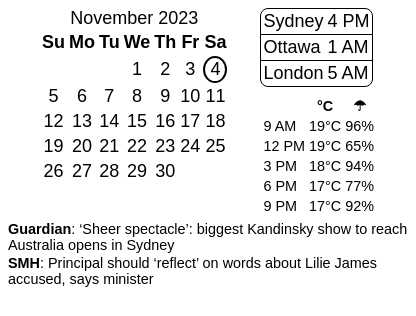 November 2023
Su Mo Tu We Th Fr Sa
1 2 3 4
5 6 7 8 9 10 11
12 13 14 15 16 17 18
19 20 21 22 23 24 25
26 27 28 29 30
Sydney 4 PM
Ottawa 1 AM
London 5 AM
°C ☂
9 AM 19°C 96%
12 PM 19°C 65%
3 PM 18°C 94%
6 PM 17°C 77%
9 PM 17°C 92%
Guardian: ‘Sheer spectacle’: biggest Kandinsky show to reach
Australia opens in Sydney
SMH: Principal should ‘reflect’ on words about Lilie James
accused, says minister